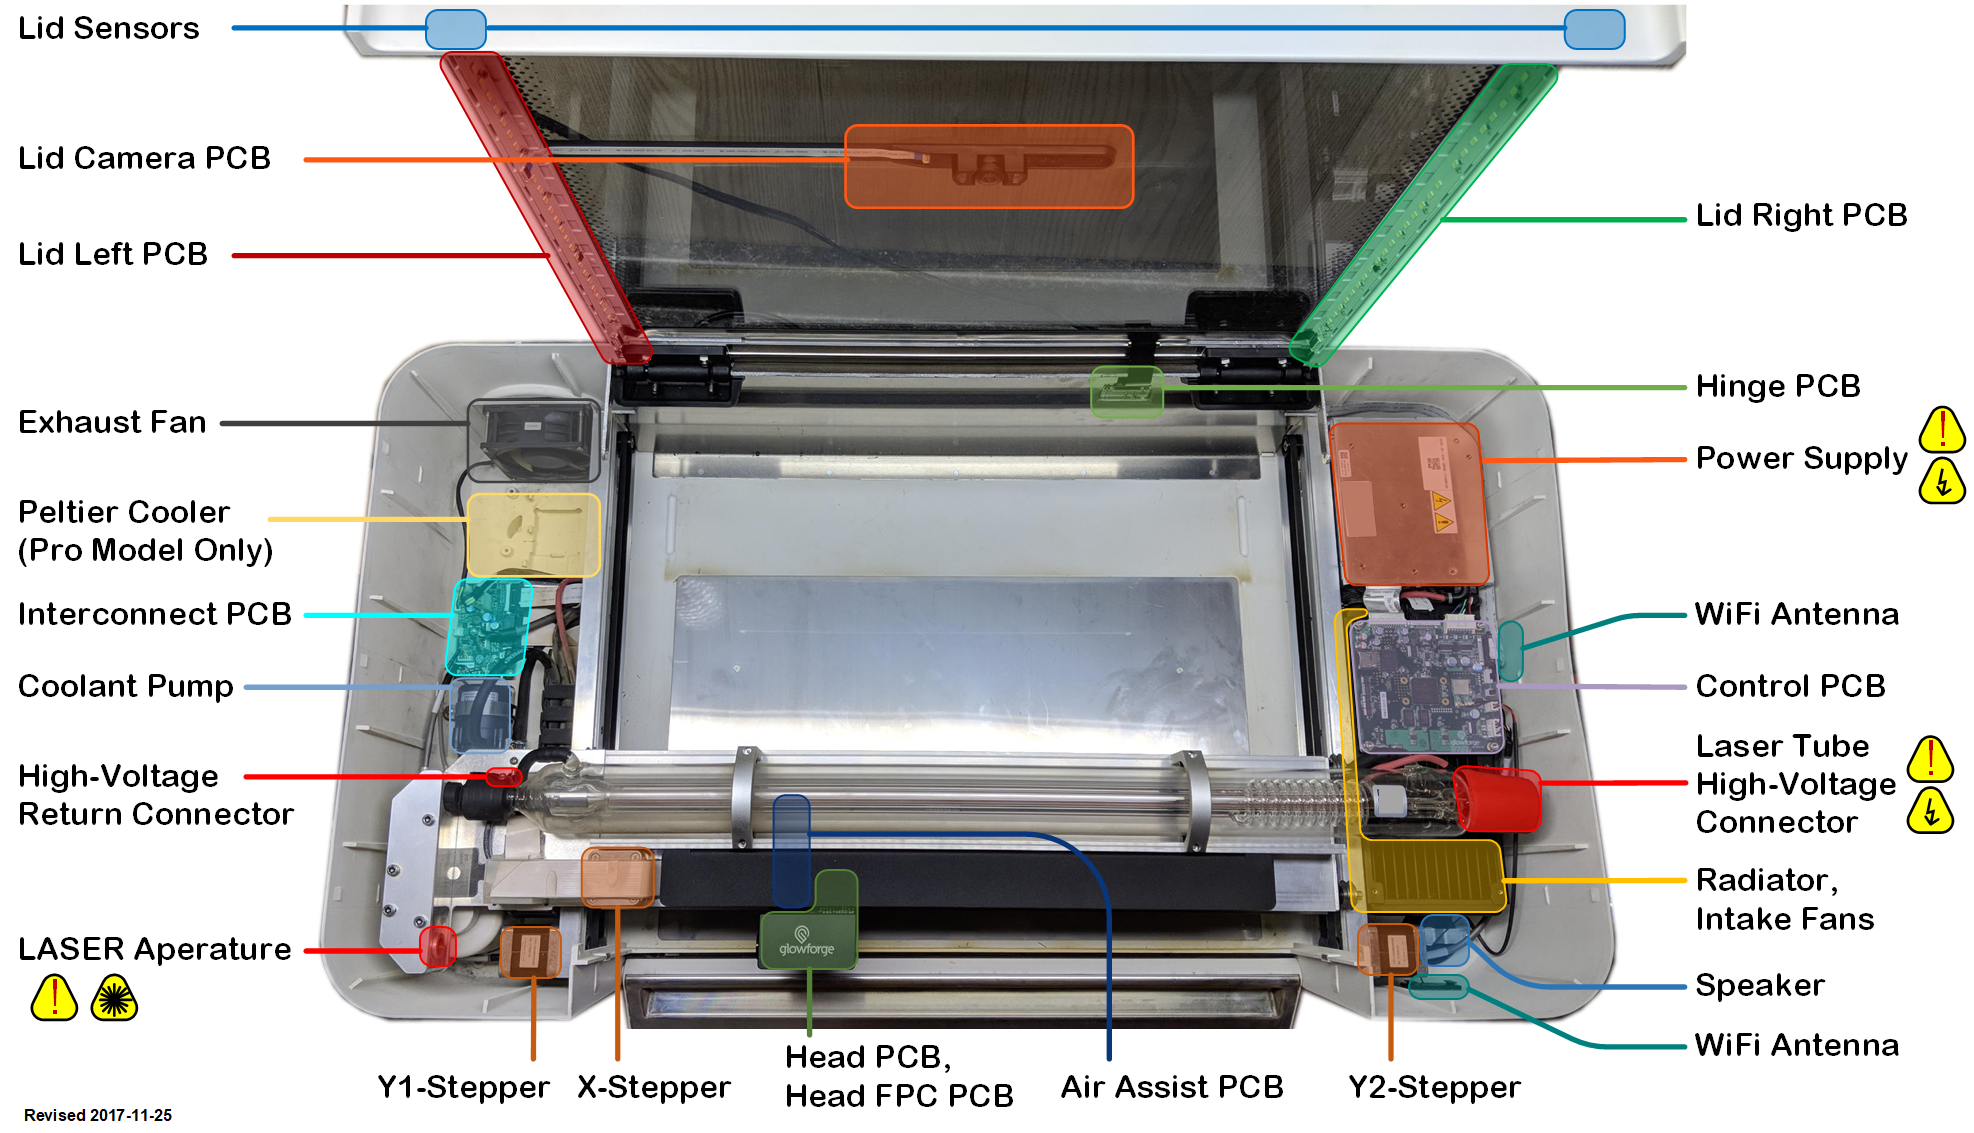 Lid Sensors
Lid Camera PCB
Lid Left PCB
Lid Right PCB
Hinge PCB
Exhaust Fan
Power Supply
Peltier Cooler
(Pro Model Only)
Interconnect PCB
WiFi Antenna
Coolant Pump
Control PCB
High-Voltage
Return Connector
Laser Tube
High-Voltage
Connector
Radiator,
Intake Fans
LASER Aperature
glowforge
Speaker
WiFi Antenna
Y1-Stepper
X-Stepper
Head PCB,
Head FPC PCB
Air Assist PCB
Y2-Stepper
Revised 2017-11-25